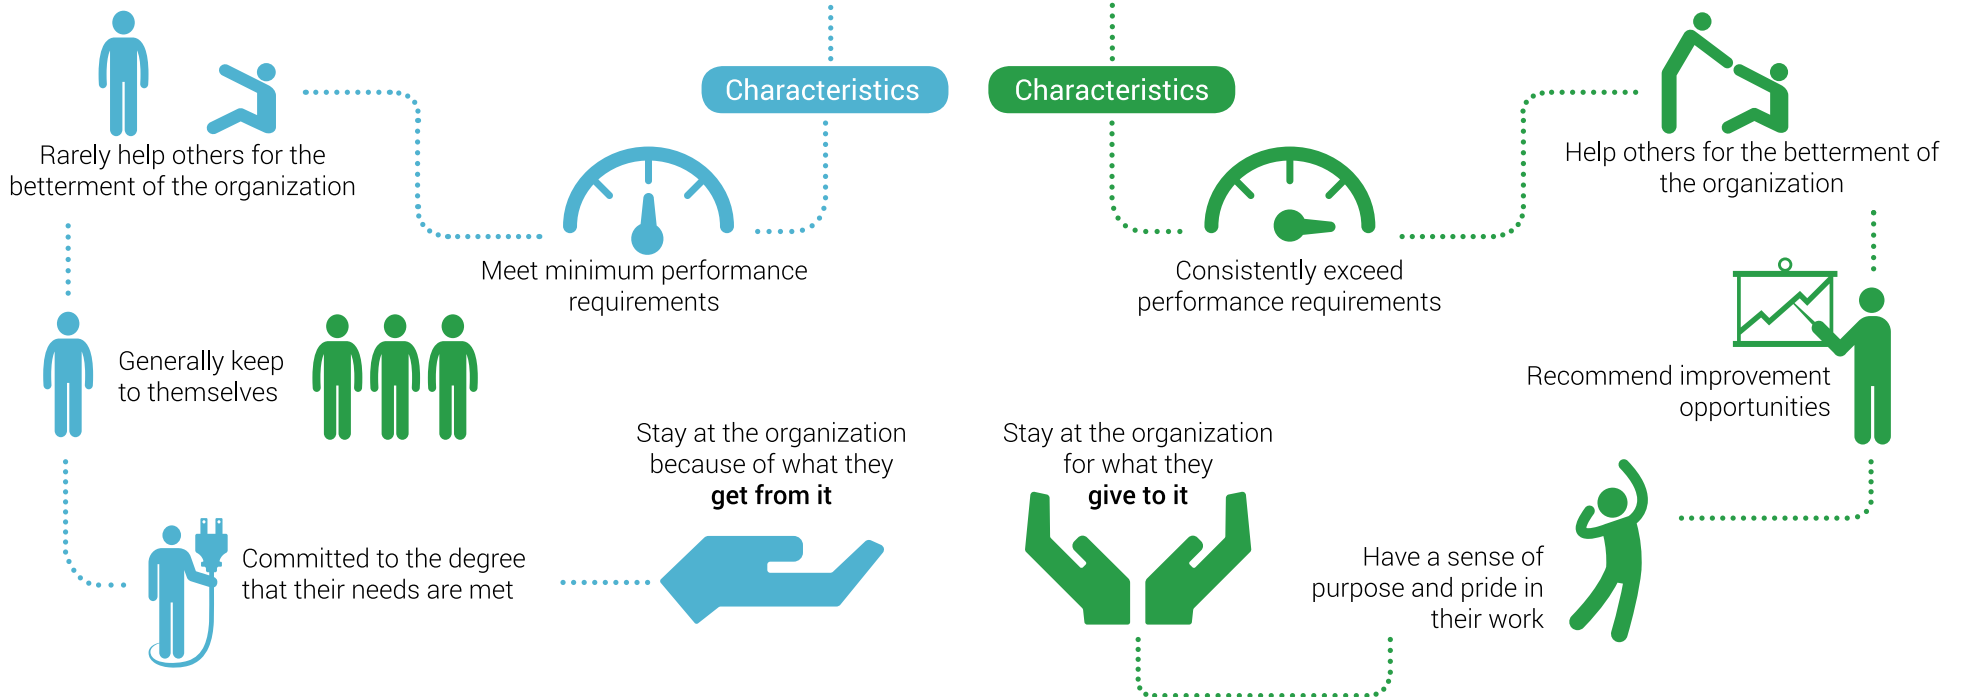 Characteristics
Meet minimum performance
requirements
Rarely help others for the
betterment of the organization
Generally keep
to themselves
Committed to the degree
that their needs are met
Stay at the organization
because of what they
get from it
Characteristics
Consistently exceed
performance requirements
Help others for the betterment of
the organization
Recommend improvement
opportunities
Have a sense of
purpose and pride in
their work
Stay at the organization
for what they
give to it